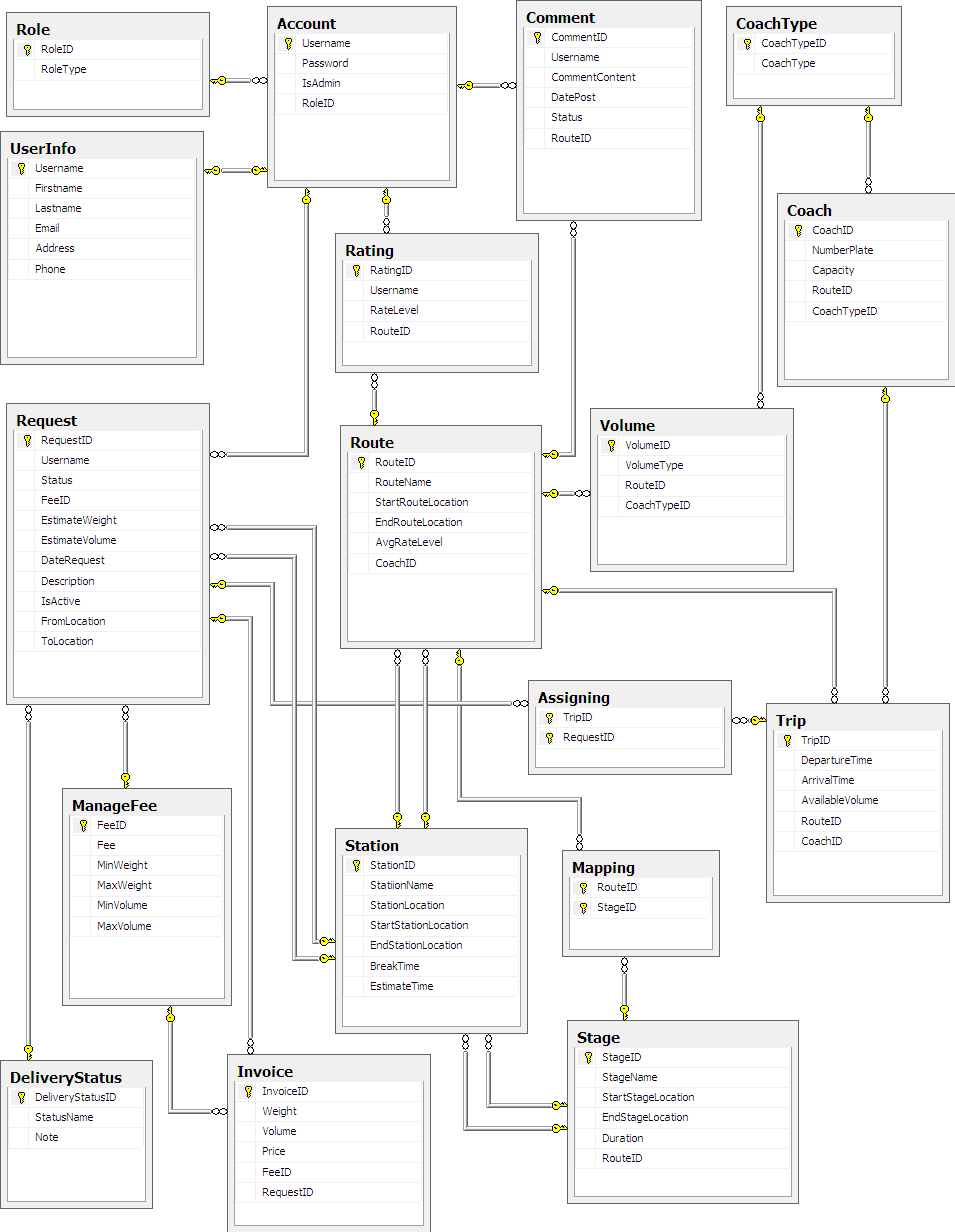 Role
RoleID
RoleType
Account
Username
Password
IsAdmin
RoleID
Comment
CommentID
Username
CommentContent
DatePost
Status
RouteID
CoachType
CoachTypeID
CoachType
UserInfo
Username
Firstname
Lastname
Email
Address
Phone
Rating
RatingID
Username
RateLevel
RouteID
Coach
CoachID
NumberPlate
Capacity
RouteID
CoachTypeID
Request
RequestID
Username
Status
FeeID
EstimateWeight
EstimateVolume
DateRequest
Description
IsActive
FromLocation
ToLocation
Route
RouteID
RouteName
StartRouteLocation
EndRouteLocation
AvgRateLevel
CoachID
Volume
VolumeID
VolumeType
RouteID
CoachTypeID
Assigning
TripID
RequestID
Trip
TripID
DepartureTime
ArrivalTime
AvailableVolume
RouteID
CoachID
ManageFee
FeeID
Fee
MinWeight
MaxWeight
MinVolume
MaxVolume
Station
StationID
StatiionName
StationLocation
StartStationLocation
EndStationLocation
BreakTime
EstimateTime
Mapping
RouteID
StageID
DeliveryStatus
DeliveryStatusID
StatusName
Note
Invoice
InvoiceID
Weight
Volume
Price
FeeID
RequestID
Stage
StageID
StageName
StartStageLocation
EndStageLocation
Duration
RouteID